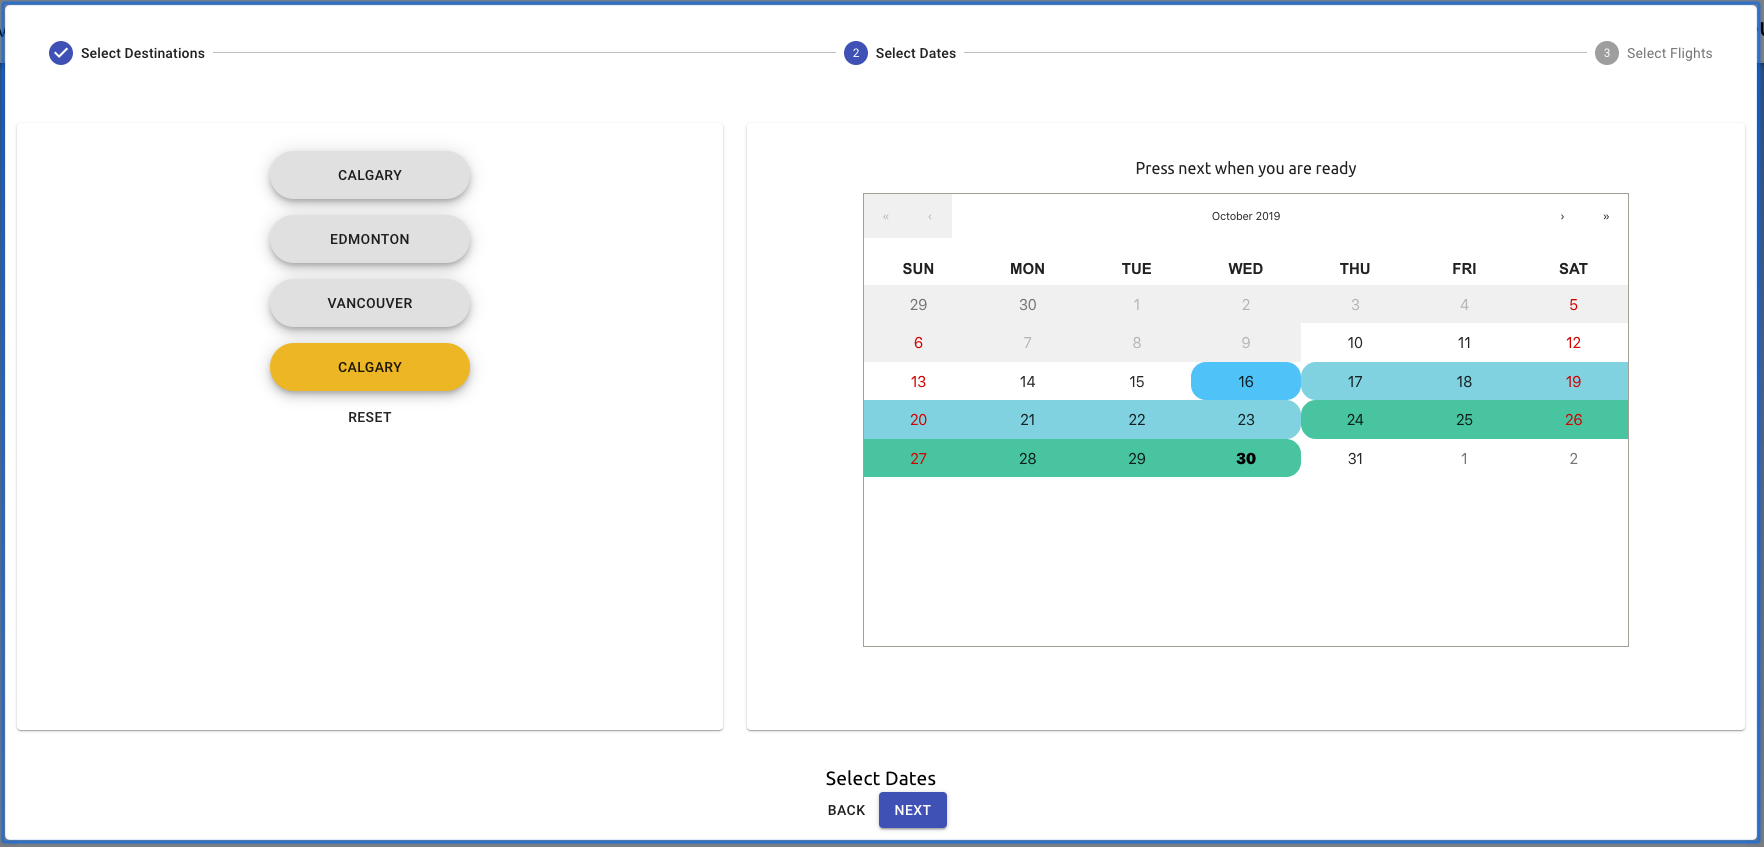 Select Destinations
2 Select Dates
3 Select Flights
CALGARY
EDMONTON
VANCOUVER
CALGARY
RESET
Press next when you are ready
« ‹ October 2019 › »
SUN MON TUE WED THU FRI SAT
29 30 1 2 3 4 5
6 7 8 9 10 11 12
13 14 15 16 17 18 19
20 21 22 23 24 25 26
27 28 29 30 31 1 2
Select Dates
BACK NEXT